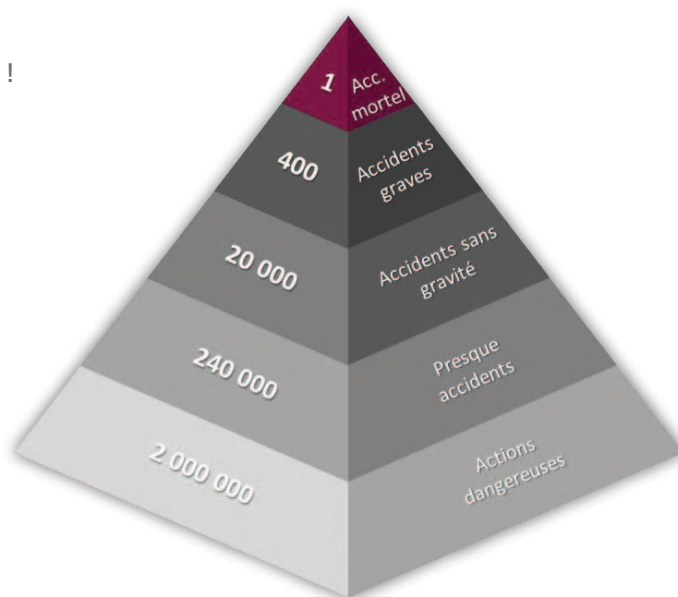 !
1
Acc.
mortel
400
Accidents
graves
20 000
Accidents sans
gravité
240 000
Presque
accidents
2 000 000
Actions
dangereuses